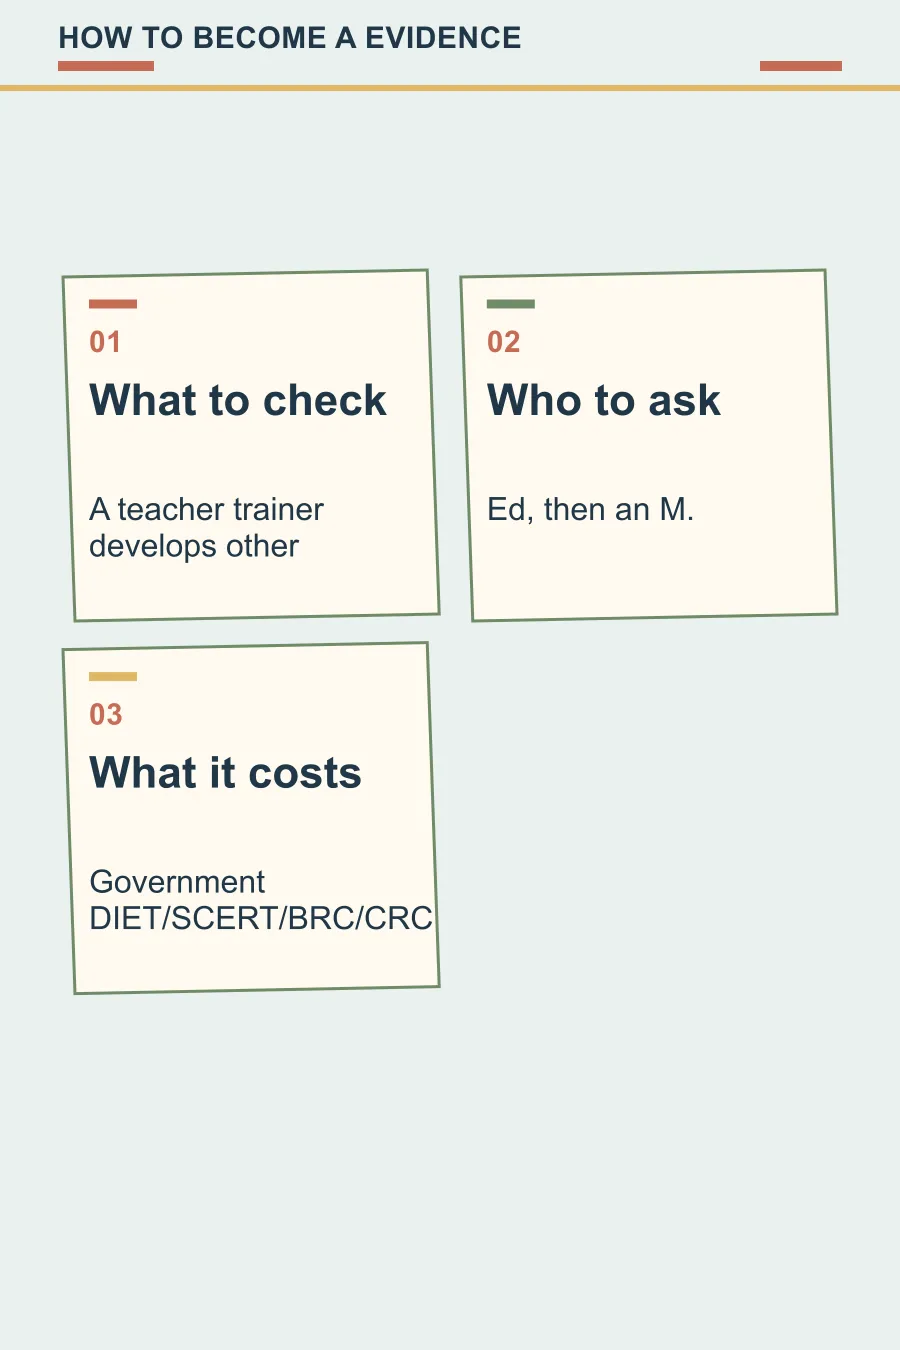 HOW TO BECOME A EVIDENCE
01
What to check
A teacher trainer
develops other
02
Who to ask
Ed, then an M.
03
What it costs
Government
DIET/SCERT/BRC/CRC